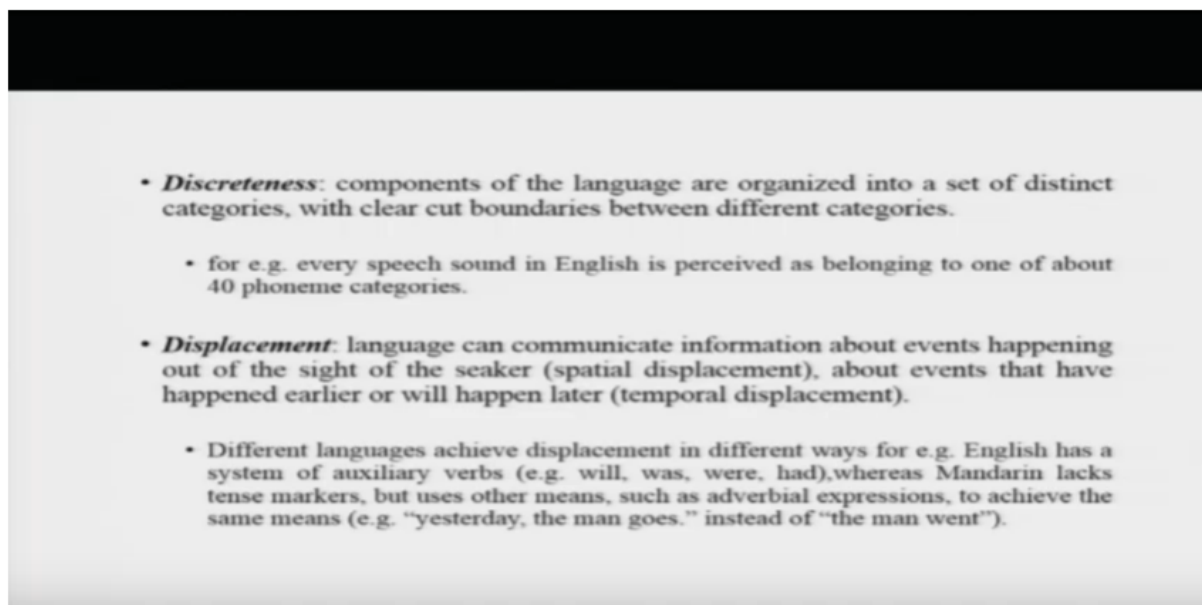 • Discreteness: components of the language are organized into a set of distinct
categories, with clear cut boundaries between different categories.
• for e.g. every speech sound in English is perceived as belonging to one of about
40 phoneme categories.
• Displacement: language can communicate information about events happening
out of the sight of the seaker (spatial displacement), about events that have
happened earlier or will happen later (temporal displacement).
• Different languages achieve displacement in different ways for e.g. English has a
system of auxiliary verbs (e.g. will, was, were, had),whereas Mandarin lacks
tense markers, but uses other means, such as adverbial expressions, to achieve the
same means (e.g. “yesterday, the man goes.” instead of “the man went”).